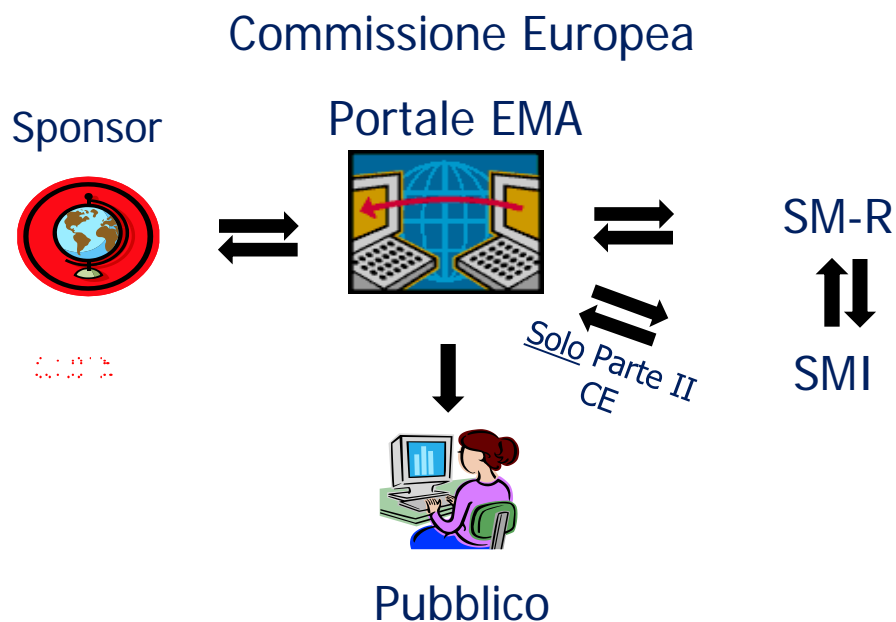 Commissione Europea
Sponsor
Portale EMA
SM-R
Solo Parte II
CE
SMI
Pubblico